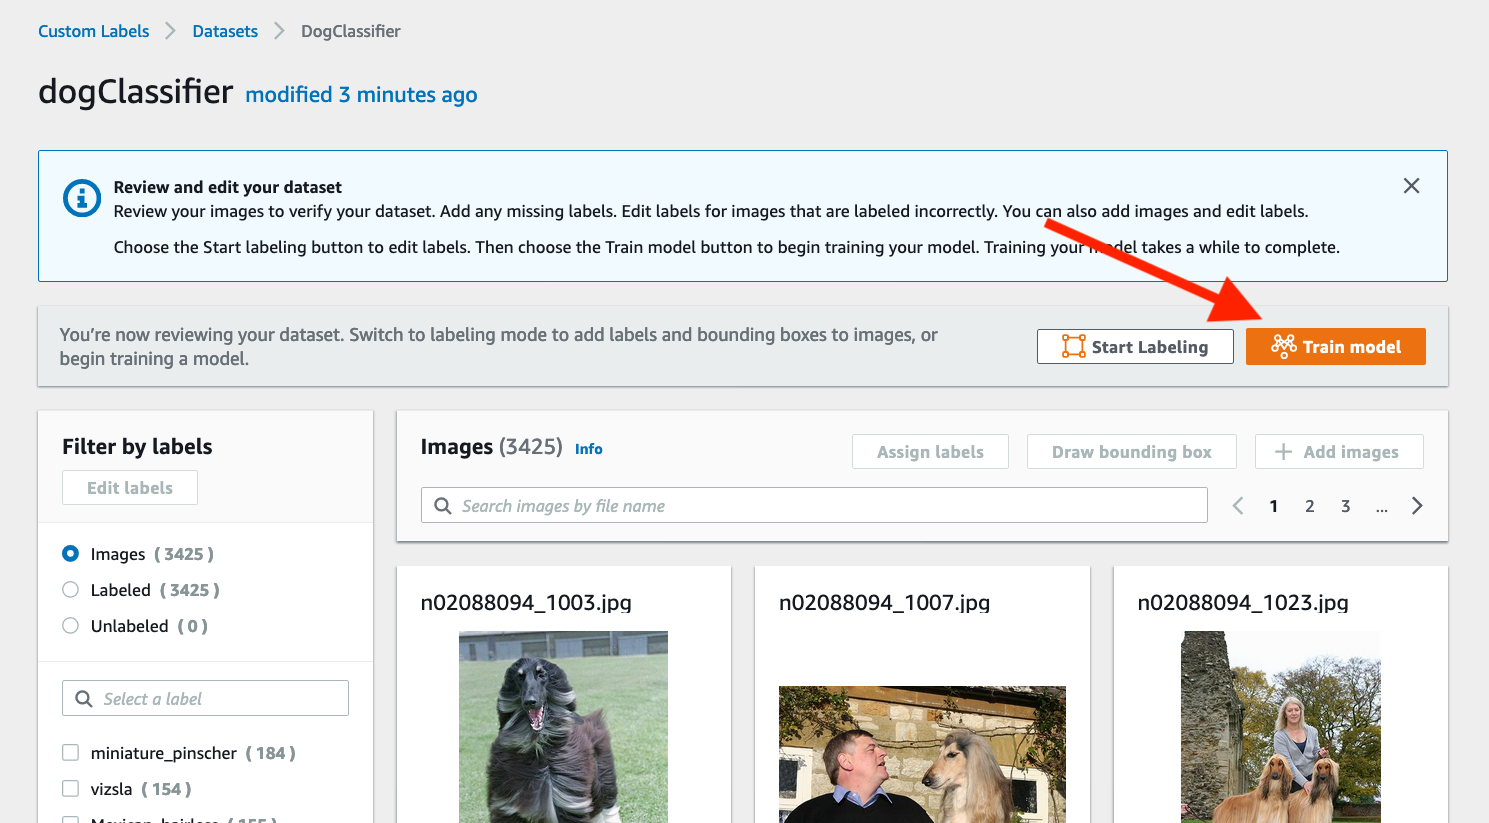 Custom Labels > Datasets > DogClassifier
dogClassifier modified 3 minutes ago
Review and edit your dataset
Review your images to verify your dataset. Add any missing labels. Edit labels for images that are labeled incorrectly. You can also add images and edit labels.
Choose the Start labeling button to edit labels. Then choose the Train model button to begin training your model. Training your model takes a while to complete.
You're now reviewing your dataset. Switch to labeling mode to add labels and bounding boxes to images, or
begin training a model.
Start Labeling
Train model
Filter by labels
Edit labels
Images ( 3425 )
Labeled ( 3425 )
Unlabeled ( 0 )
Select a label
miniature_pinscher ( 184 )
vizsla ( 154 )
Mexican_hairless ( 155 )
Images (3425) Info
Assign labels
Draw bounding box
+ Add images
Search images by file name
< 1 2 3 ... >
n02088094_1003.jpg
n02088094_1007.jpg
n02088094_1023.jpg